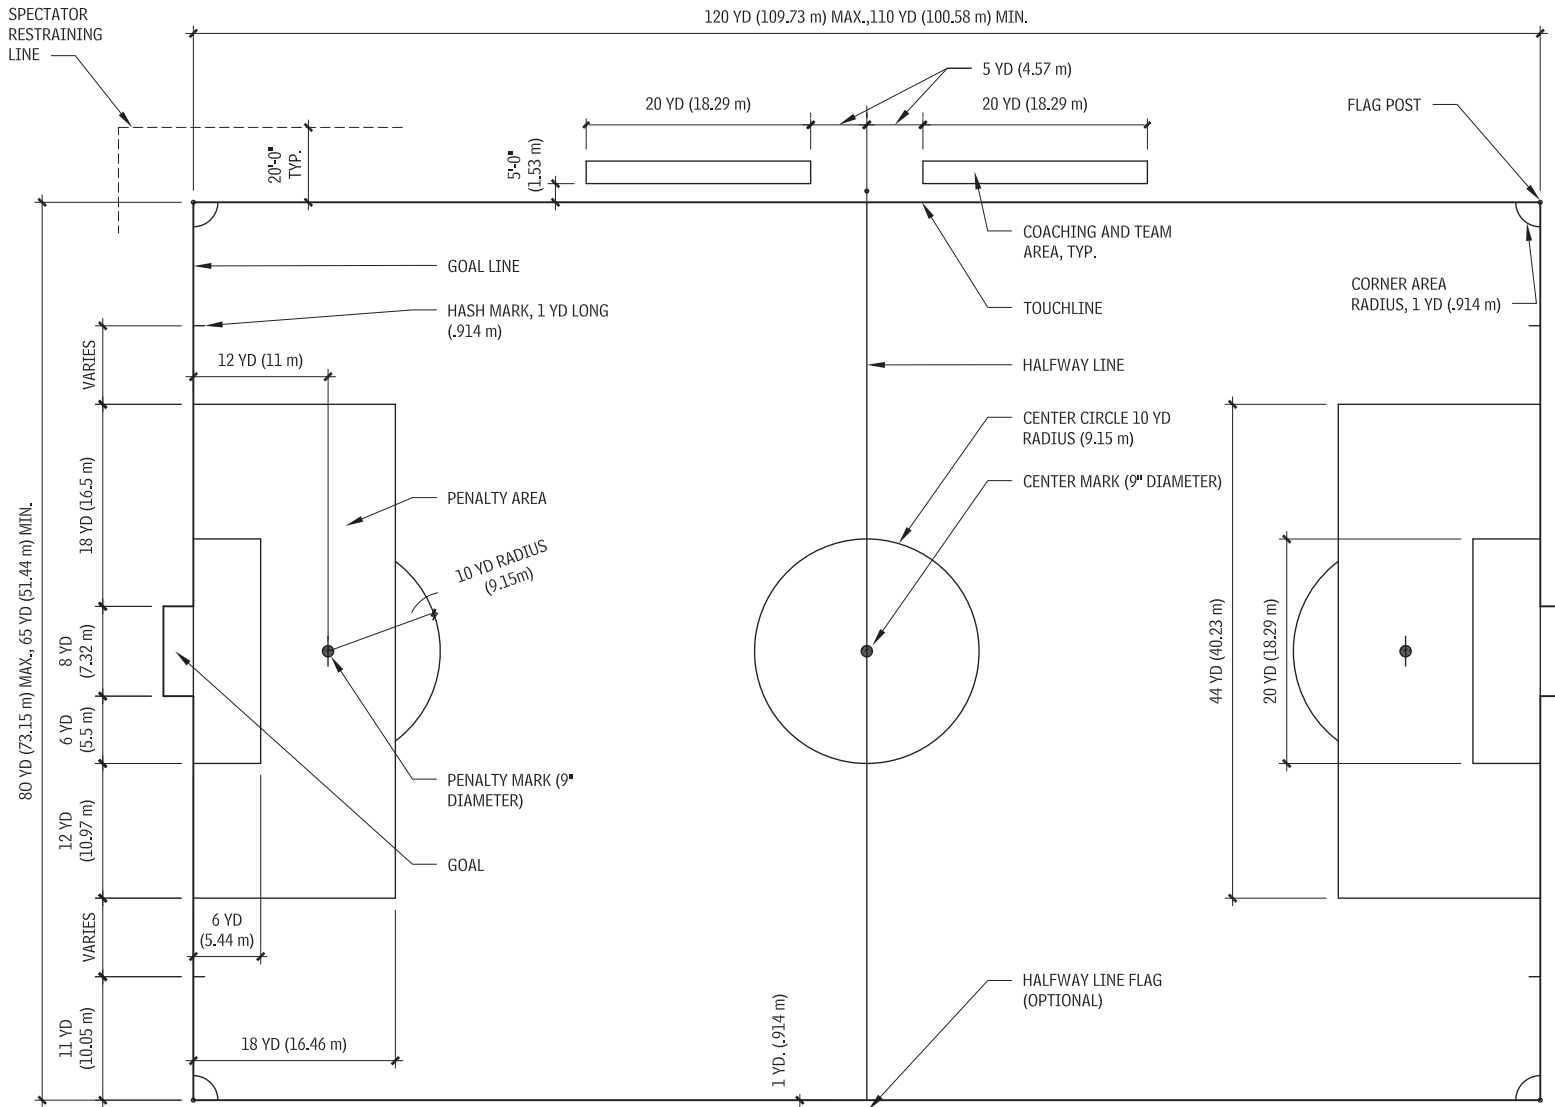 SPECTATOR
RESTRAINING
LINE
120 YD (109.73 m) MAX.,110 YD (100.58 m) MIN.
5 YD (4.57 m)
20 YD (18.29 m)
20 YD (18.29 m)
FLAG POST
20'-0"
TYP.
5'-0"
(1.53 m)
COACHING AND TEAM
AREA, TYP.
GOAL LINE
HASH MARK, 1 YD LONG
(.914 m)
TOUCHLINE
CORNER AREA
RADIUS, 1 YD (.914 m)
VARIES
12 YD (11 m)
HALFWAY LINE
CENTER CIRCLE 10 YD
RADIUS (9.15 m)
18 YD (16.5 m)
PENALTY AREA
CENTER MARK (9" DIAMETER)
10 YD RADIUS
(9.15m)
80 YD (73.15 m) MAX., 65 YD (51.44 m) MIN.
8 YD
(7.32 m)
44 YD (40.23 m)
20 YD (18.29 m)
6 YD
(5.5 m)
PENALTY MARK (9"
DIAMETER)
12 YD
(10.97 m)
GOAL
VARIES
6 YD
(5.44 m)
HALFWAY LINE FLAG
(OPTIONAL)
11 YD
(10.05 m)
18 YD (16.46 m)
1 YD. (.914 m)